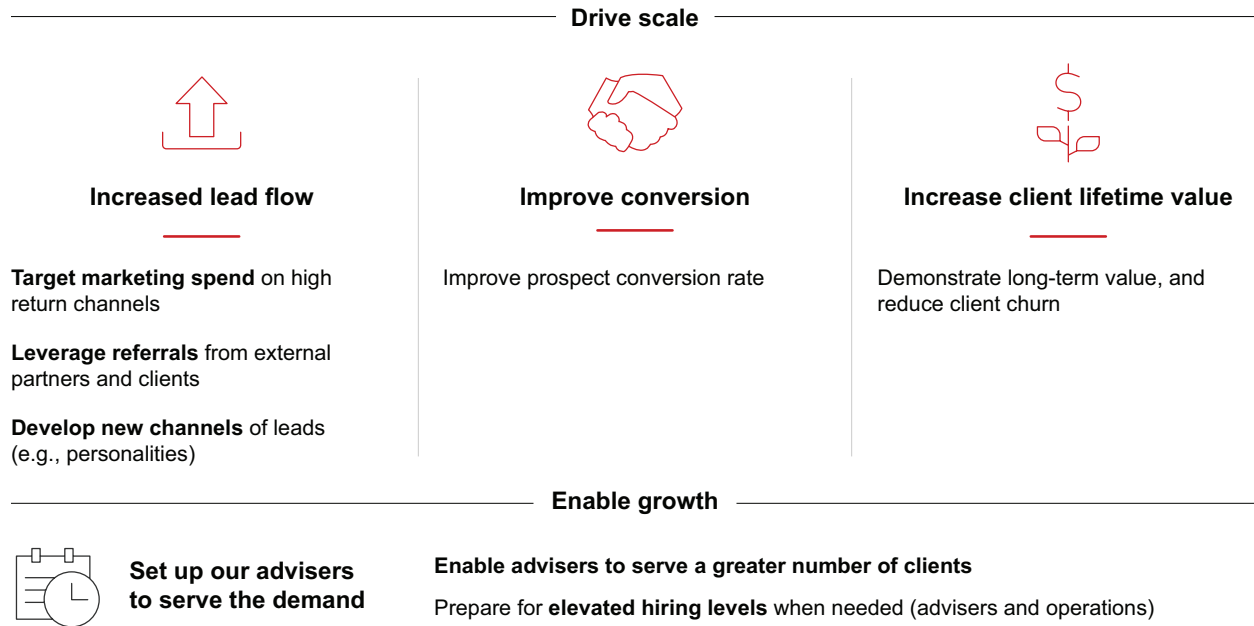 Drive scale
Increased lead flow
Target marketing spend on high
return channels
Leverage referrals from external
partners and clients
Develop new channels of leads
(e.g., personalities)
Improve conversion
Improve prospect conversion rate
$
Increase client lifetime value
Demonstrate long-term value, and
reduce client churn
Enable growth
Set up our advisers
to serve the demand
Enable advisers to serve a greater number of clients
Prepare for elevated hiring levels when needed (advisers and operations)